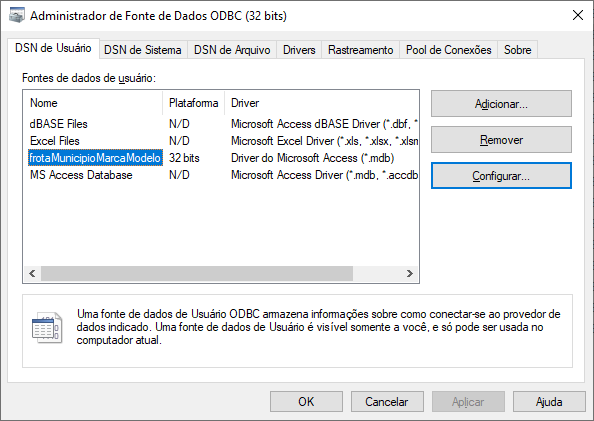 Administrador de Fonte de Dados ODBC (32 bits)
DSN de Usuário DSN de Sistema DSN de Arquivo Drivers Rastreamento Pool de Conexões Sobre
Fontes de dados de usuário:
Nome Plataforma Driver
dBASE Files N/D Microsoft Access dBASE Driver (*.dbf, *
Excel Files N/D Microsoft Excel Driver (*.xls, *.xlsx, *.xlsm
frotaMunicipioMarcaModelo 32 bits Driver do Microsoft Access (*.mdb)
MS Access Database N/D Microsoft Access Driver (*.mdb, *.accdb
Adicionar...
Remover
Configurar...
Uma fonte de dados de Usuário ODBC armazena informações sobre como conectar-se ao provedor de
dados indicado. Uma fonte de dados de Usuário é visível somente a você, e só pode ser usada no
computador atual.
OK Cancelar Aplicar Ajuda